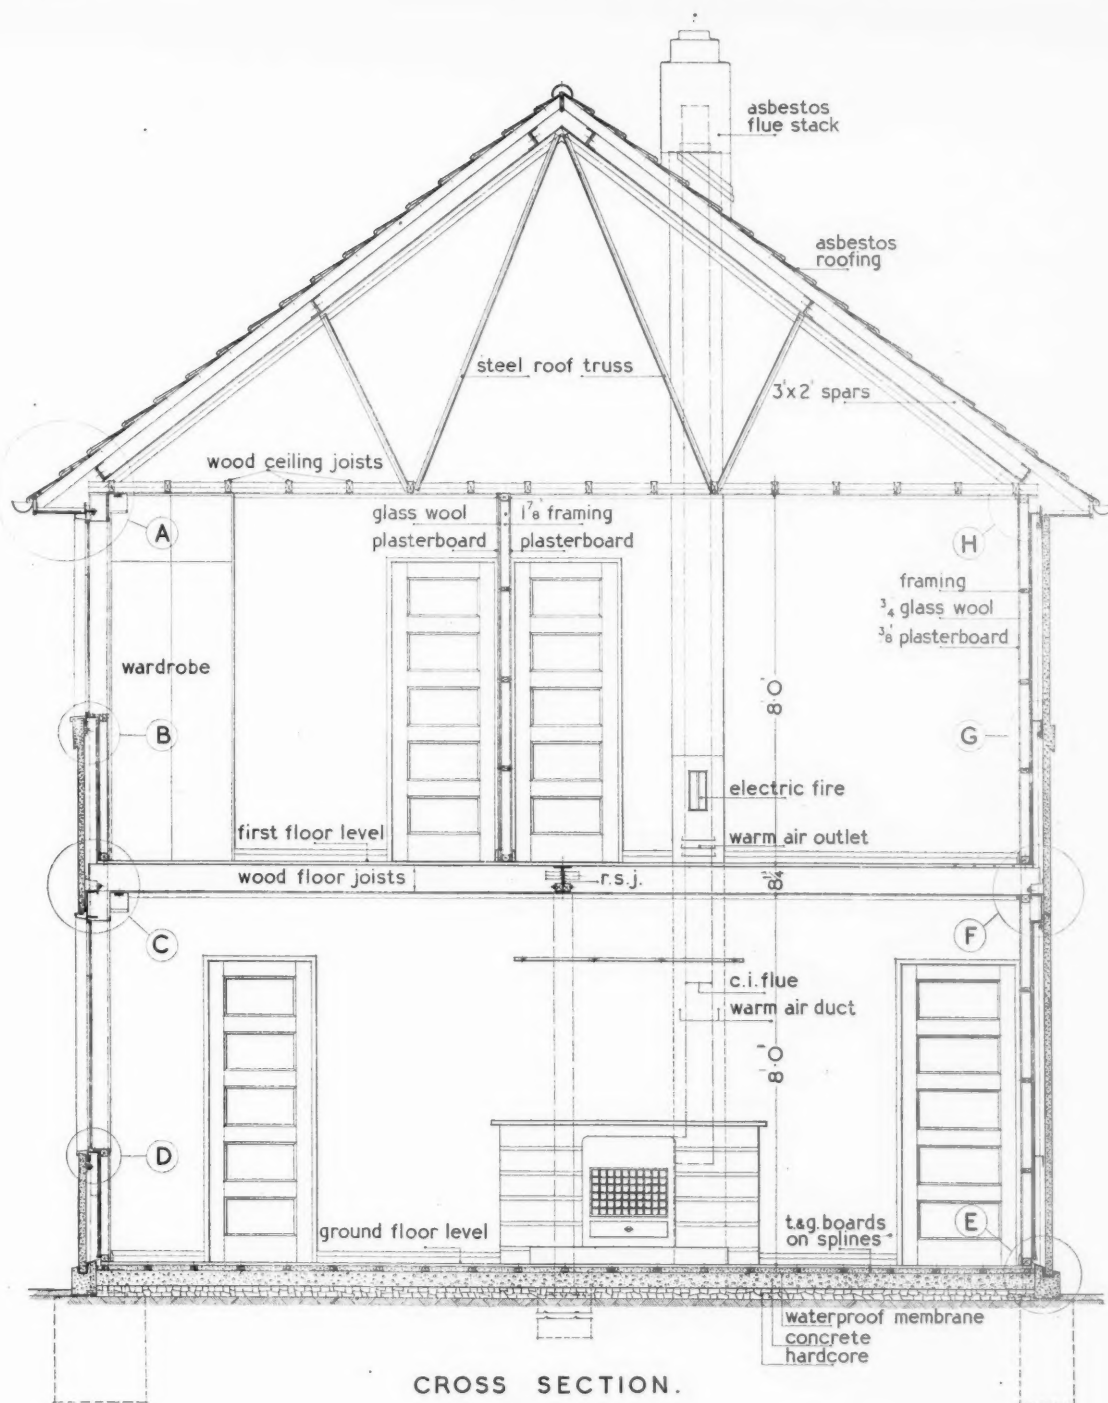 asbestos
flue stack
asbestos
roofing
steel roof truss
3'x 2' spars
wood ceiling joists
A
glass wool
1⅞' framing
plasterboard
plasterboard
H
framing
¾' glass wool
⅜' plasterboard
wardrobe
8'.0'
B
G
electric fire
first floor level
warm air outlet
wood floor joists
r.s.j.
C
F
c.i. flue
warm air duct
8'.0'
D
E
ground floor level
t.&g. boards
on splines
waterproof membrane
concrete
hardcore
CROSS SECTION.